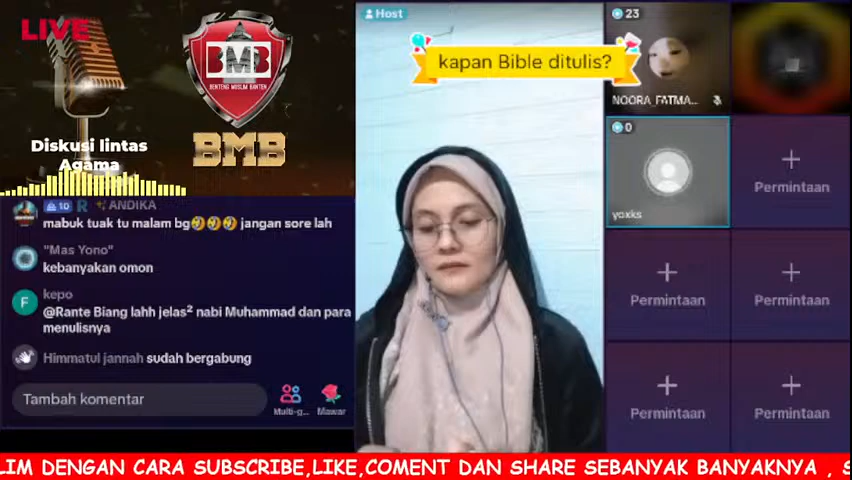 LIVE
BMB
BENTENG MUSLIM BANTEN
BMB
Diskusi lintas
Agama
10 R ANDIKA
mabuk tuak tu malam bg🤣🤣🤣 jangan sore lah
"Mas Yono"
kebanyakan omon
F
kepo
@Rante Biang lahh jelas² nabi Muhammad dan para
menulisnya
Himmatul jannah sudah bergabung
Tambah komentar
Multi-g...
Mawar
Host
kapan Bible ditulis?
23
NOORA_FATMA...
0
yoxks
Permintaan
Permintaan
Permintaan
Permintaan
Permintaan
LIM DENGAN CARA SUBSCRIBE,LIKE,COMENT DAN SHARE SEBANYAK BANYAKNYA , S